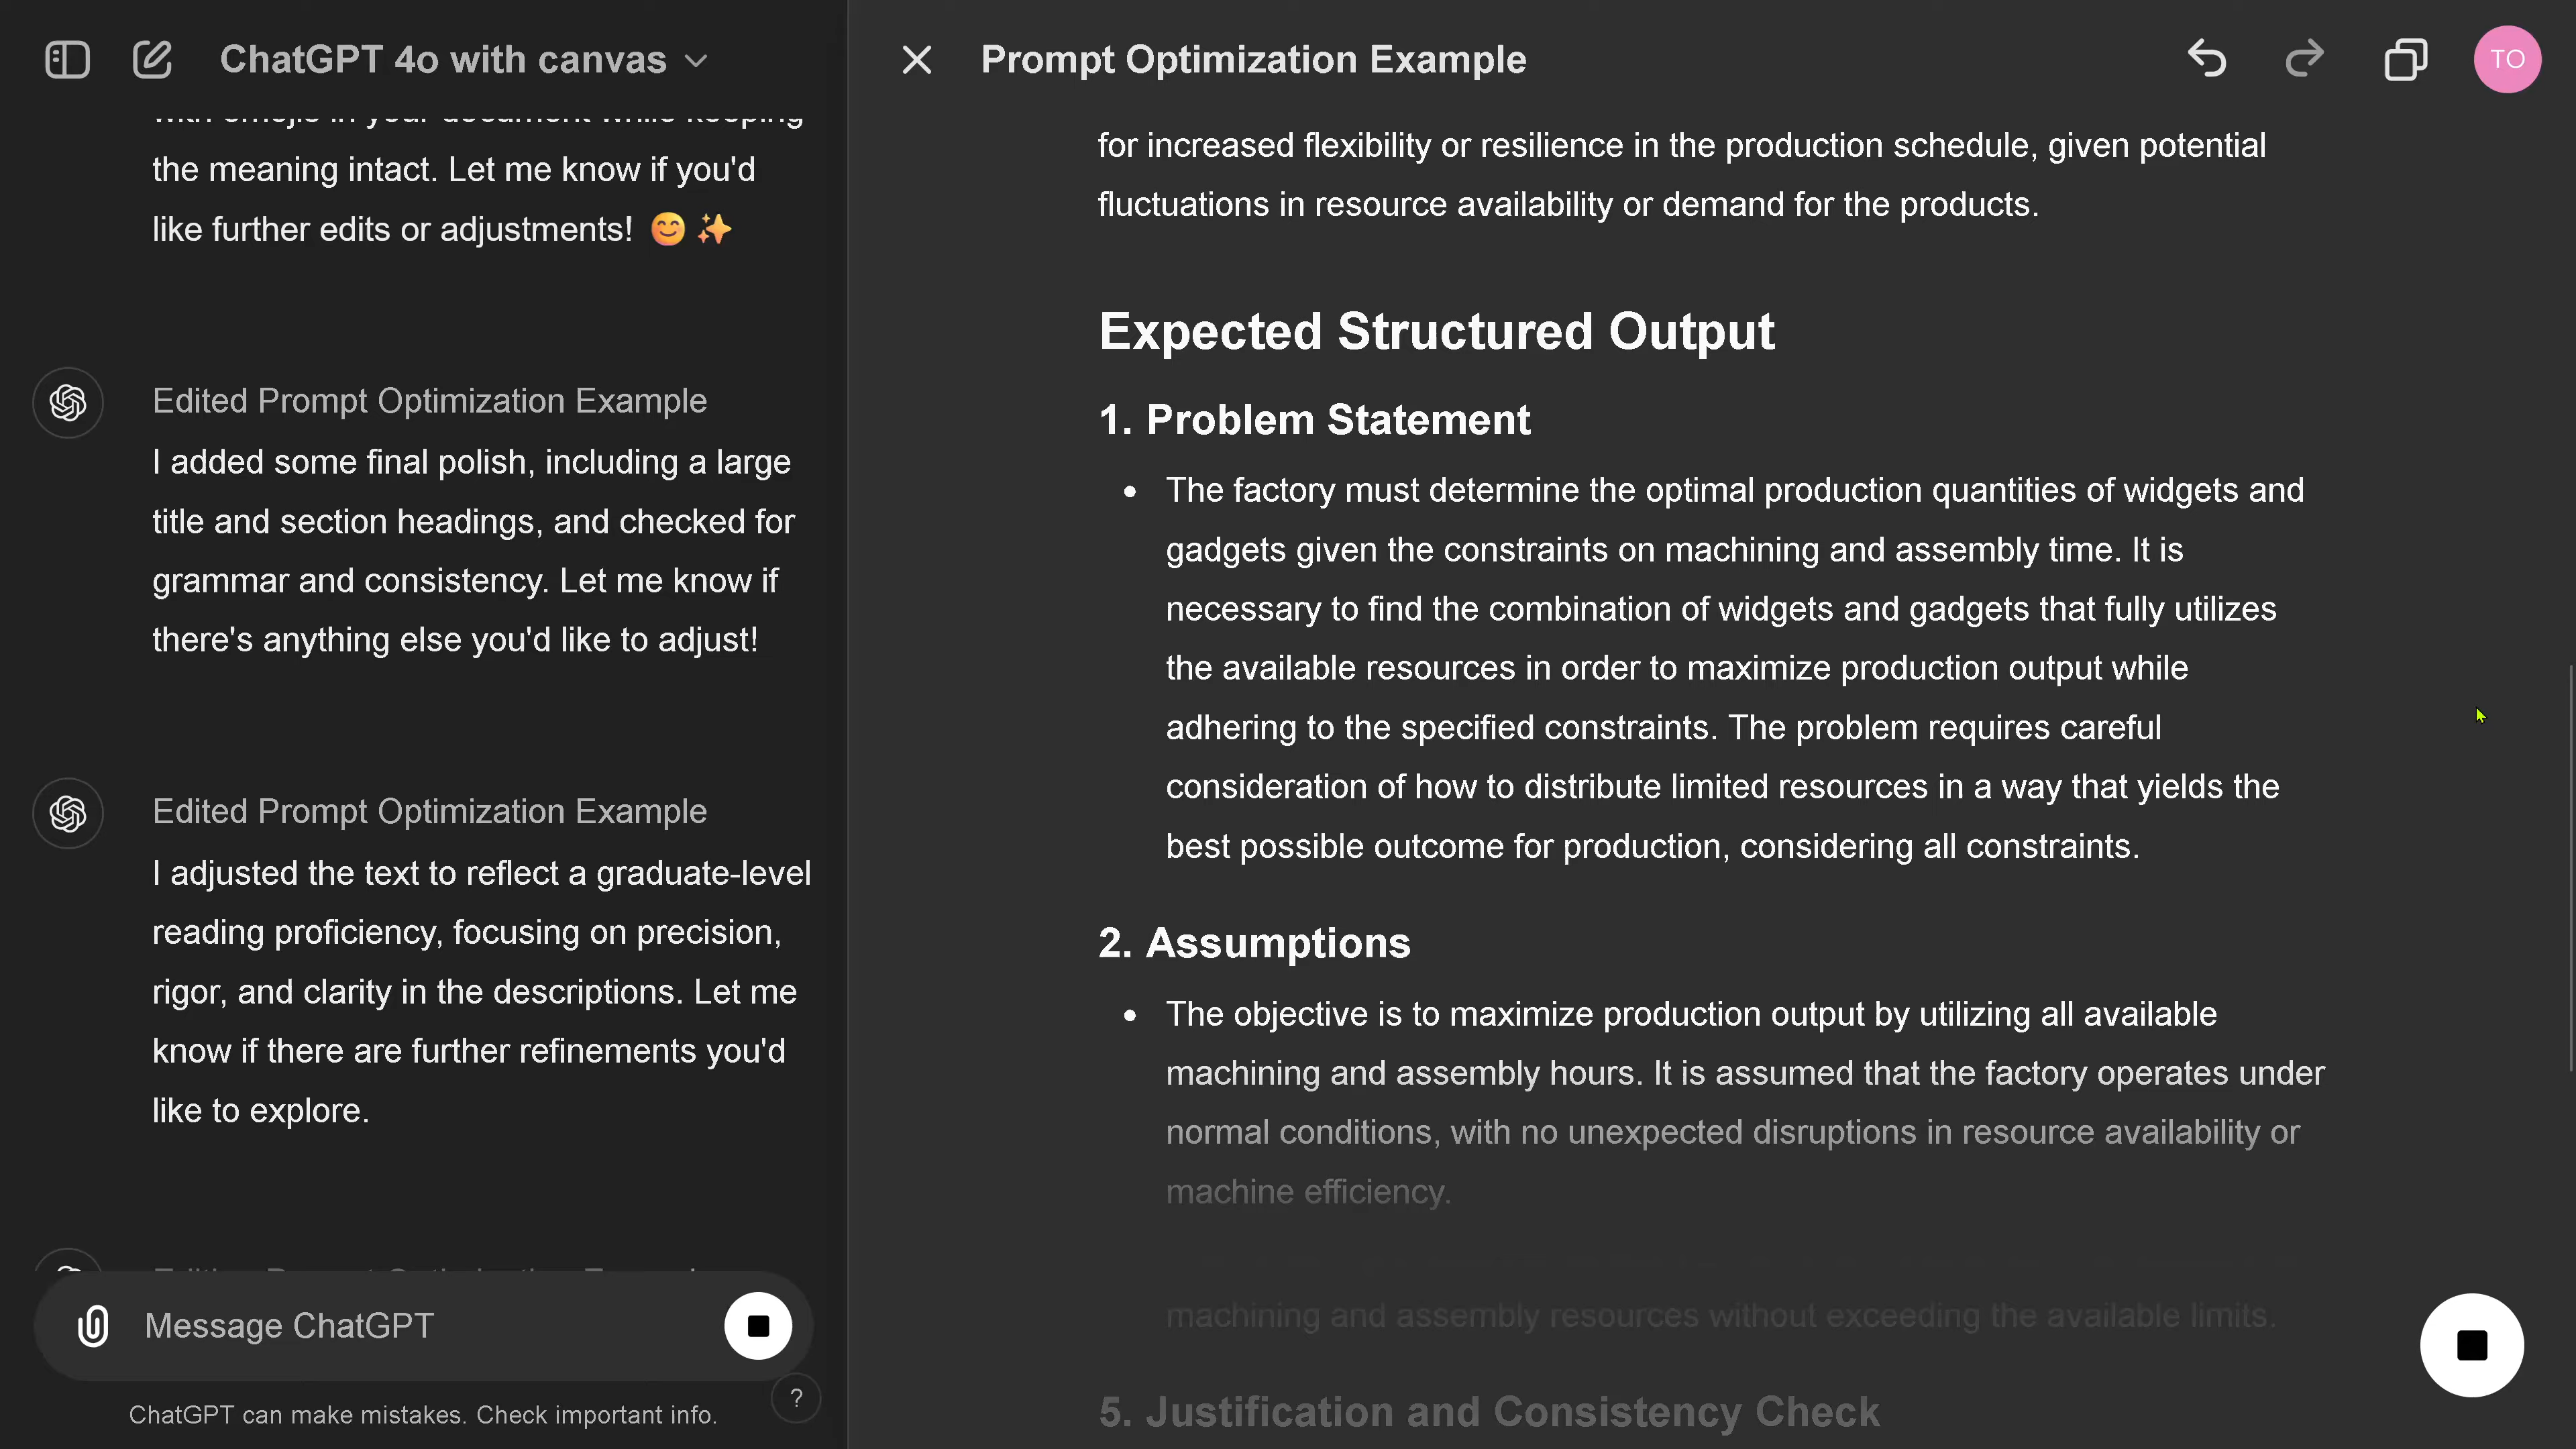 ChatGPT 4o with canvas
with emojis in your document while keeping
the meaning intact. Let me know if you'd
like further edits or adjustments! 😊 ✨
Edited Prompt Optimization Example
I added some final polish, including a large
title and section headings, and checked for
grammar and consistency. Let me know if
there's anything else you'd like to adjust!
Edited Prompt Optimization Example
I adjusted the text to reflect a graduate-level
reading proficiency, focusing on precision,
rigor, and clarity in the descriptions. Let me
know if there are further refinements you'd
like to explore.
Message ChatGPT
?
ChatGPT can make mistakes. Check important info.
Prompt Optimization Example
TO
for increased flexibility or resilience in the production schedule, given potential
fluctuations in resource availability or demand for the products.
Expected Structured Output
1. Problem Statement
• The factory must determine the optimal production quantities of widgets and
gadgets given the constraints on machining and assembly time. It is
necessary to find the combination of widgets and gadgets that fully utilizes
the available resources in order to maximize production output while
adhering to the specified constraints. The problem requires careful
consideration of how to distribute limited resources in a way that yields the
best possible outcome for production, considering all constraints.
2. Assumptions
• The objective is to maximize production output by utilizing all available
machining and assembly hours. It is assumed that the factory operates under
normal conditions, with no unexpected disruptions in resource availability or
machine efficiency.
machining and assembly resources without exceeding the available limits.
5. Justification and Consistency Check